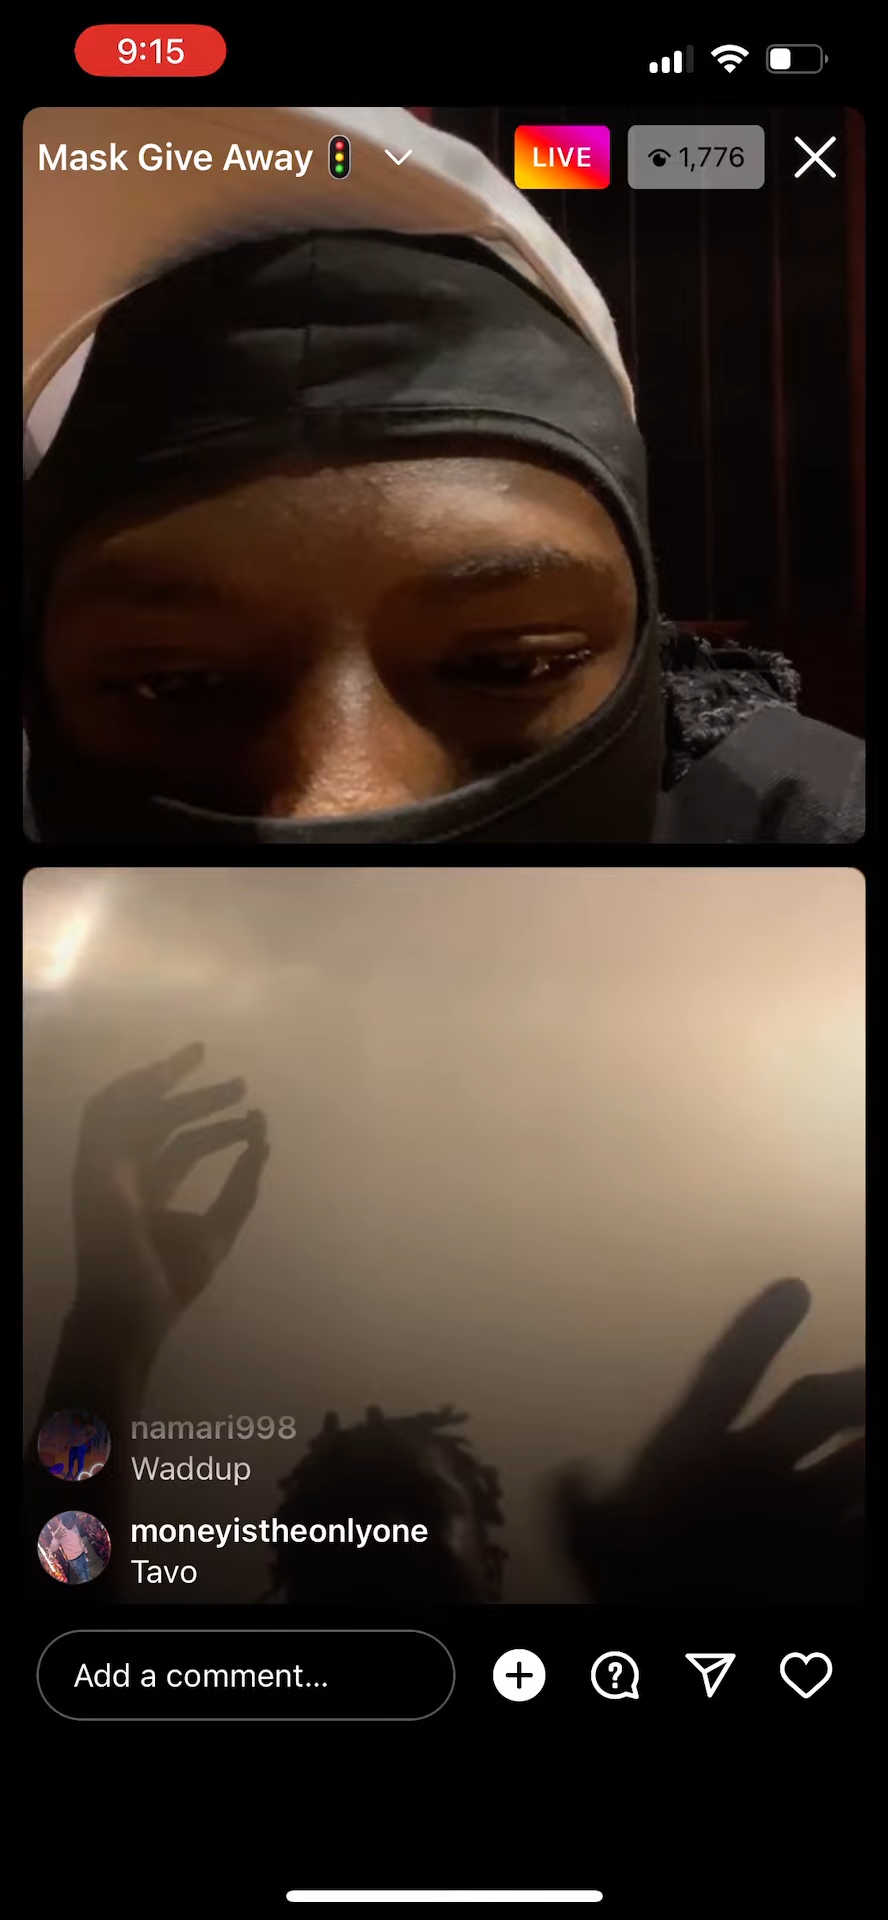 9:15
Mask Give Away 🚦 LIVE 1,776
namari998
Waddup
moneyistheonlyone
Tavo
Add a comment...